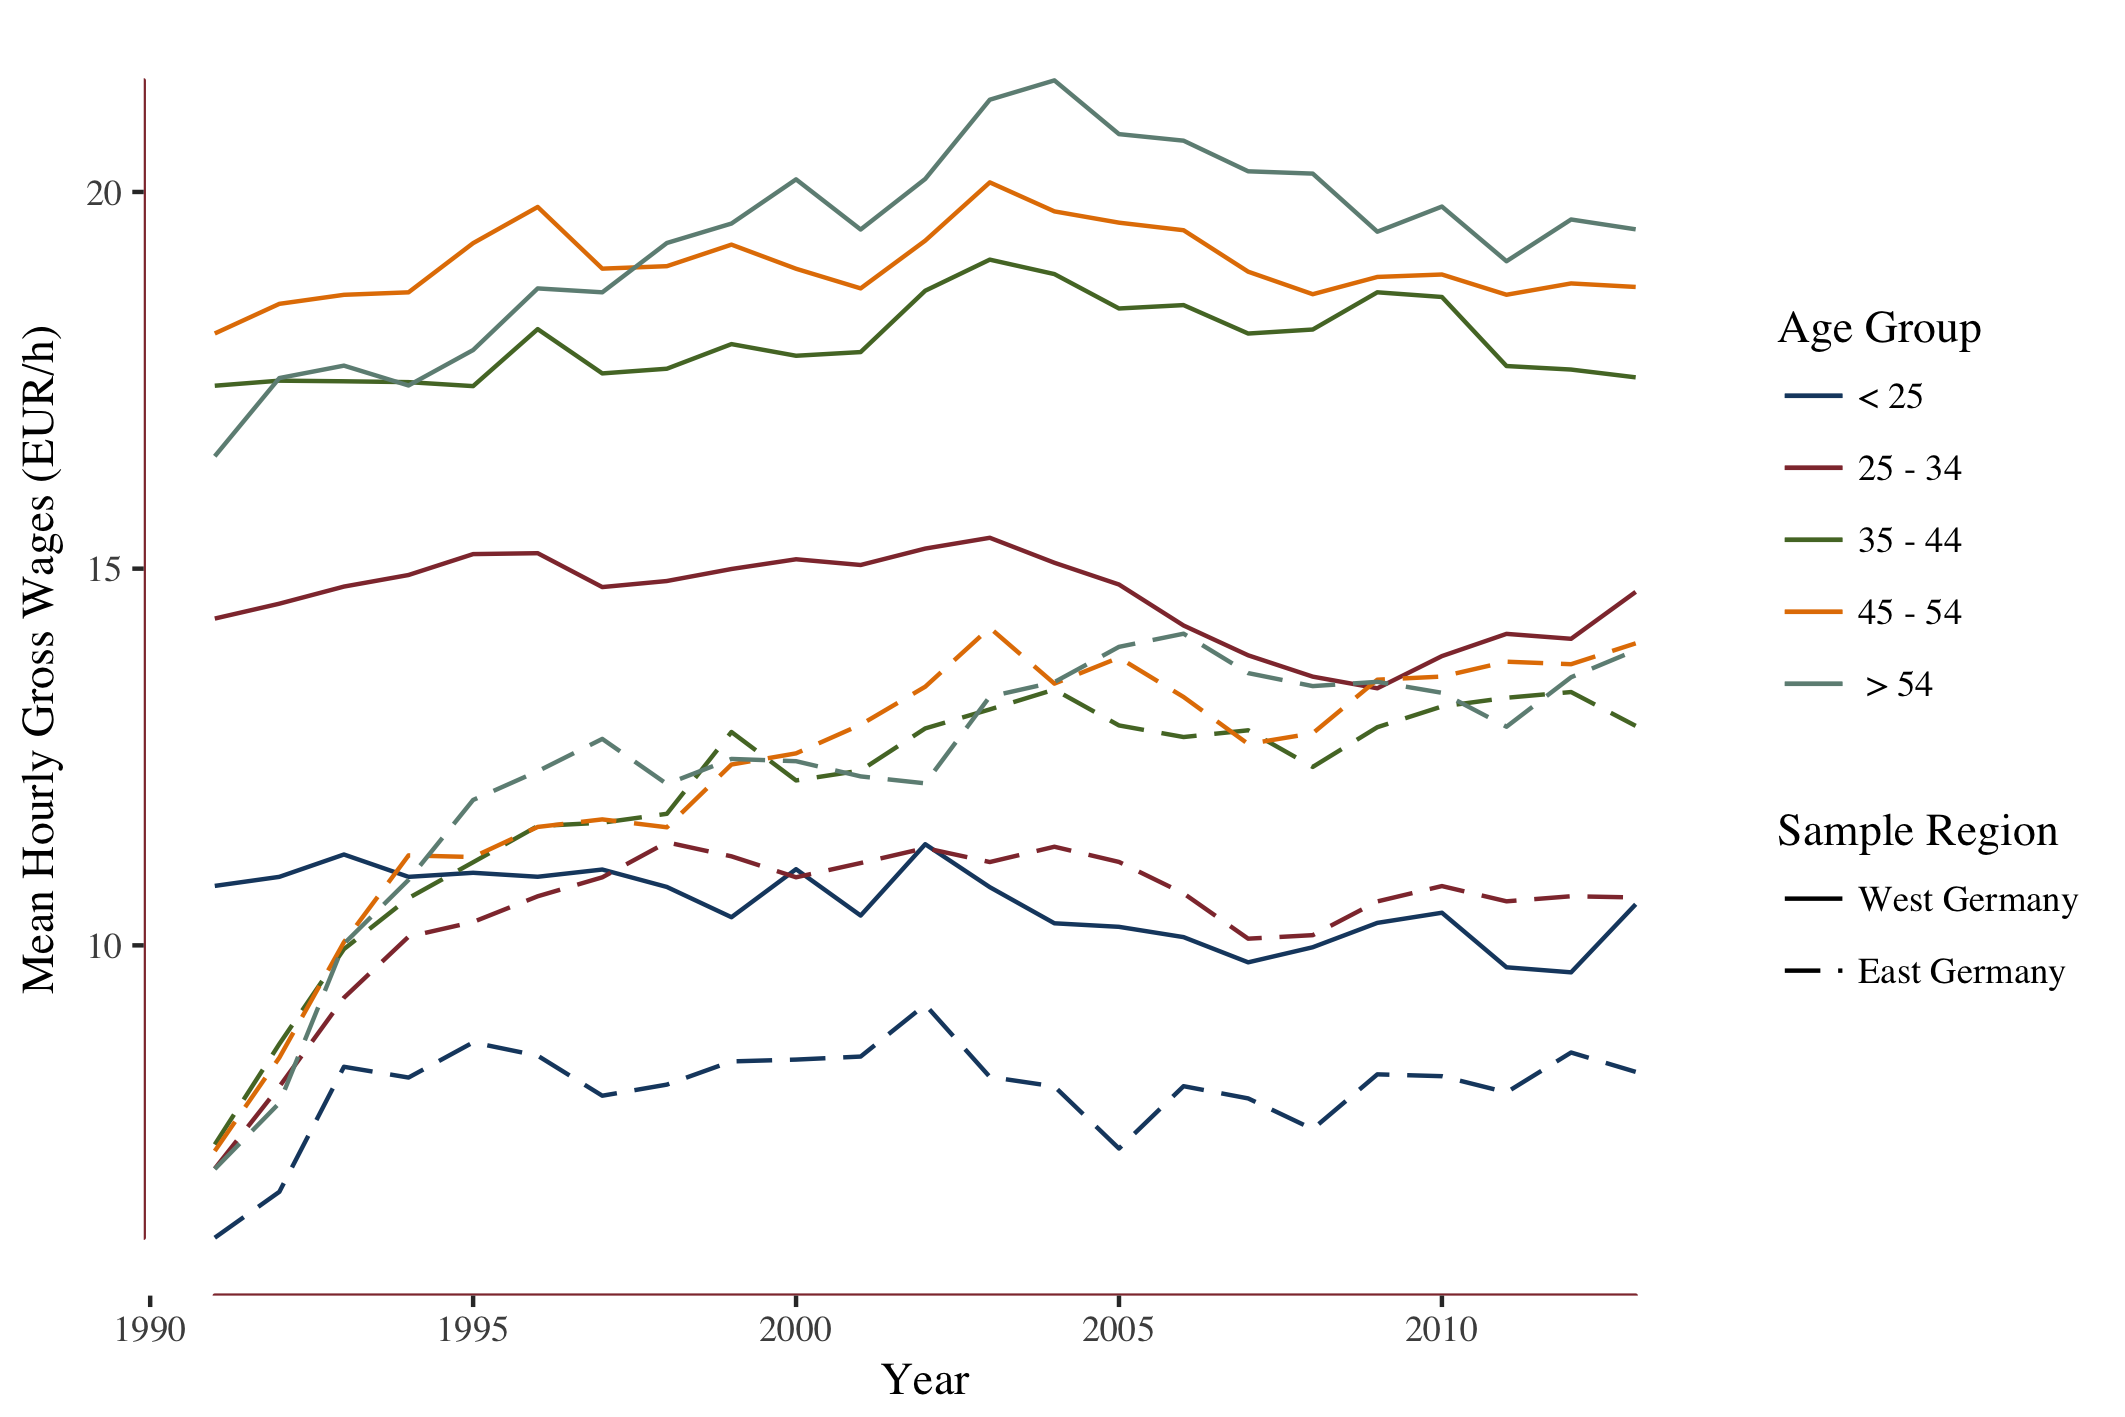 Mean Hourly Gross Wages (EUR/h)
20
15
10
1990
1995
2000
2005
2010
Year
Age Group
< 25
25 - 34
35 - 44
45 - 54
> 54
Sample Region
West Germany
East Germany